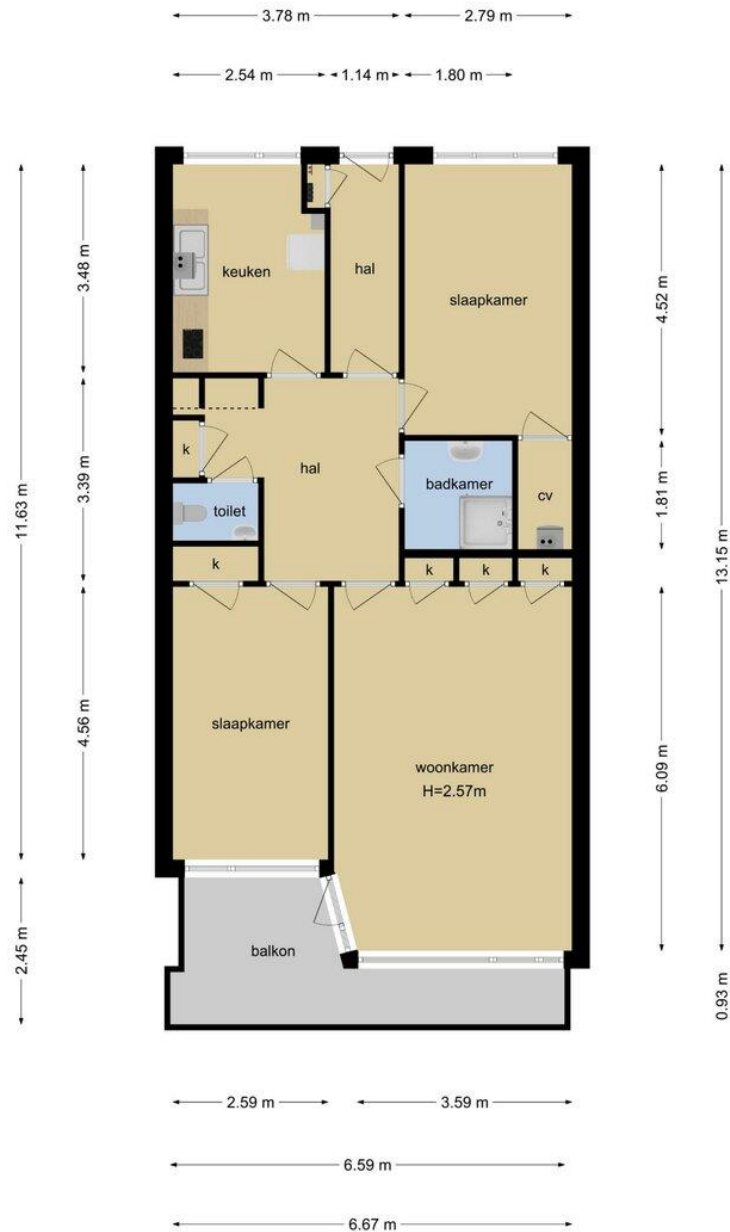 3.78 m
2.79 m
2.54 m
1.14 m
1.80 m
keuken
hal
slaapkamer
3.48 m
4.52 m
k
hal
badkamer
cv
toilet
k
k
k
k
3.39 m
1.81 m
11.63 m
13.15 m
slaapkamer
woonkamer
H=2.57m
4.56 m
6.09 m
balkon
2.45 m
0.93 m
2.59 m
3.59 m
6.59 m
6.67 m